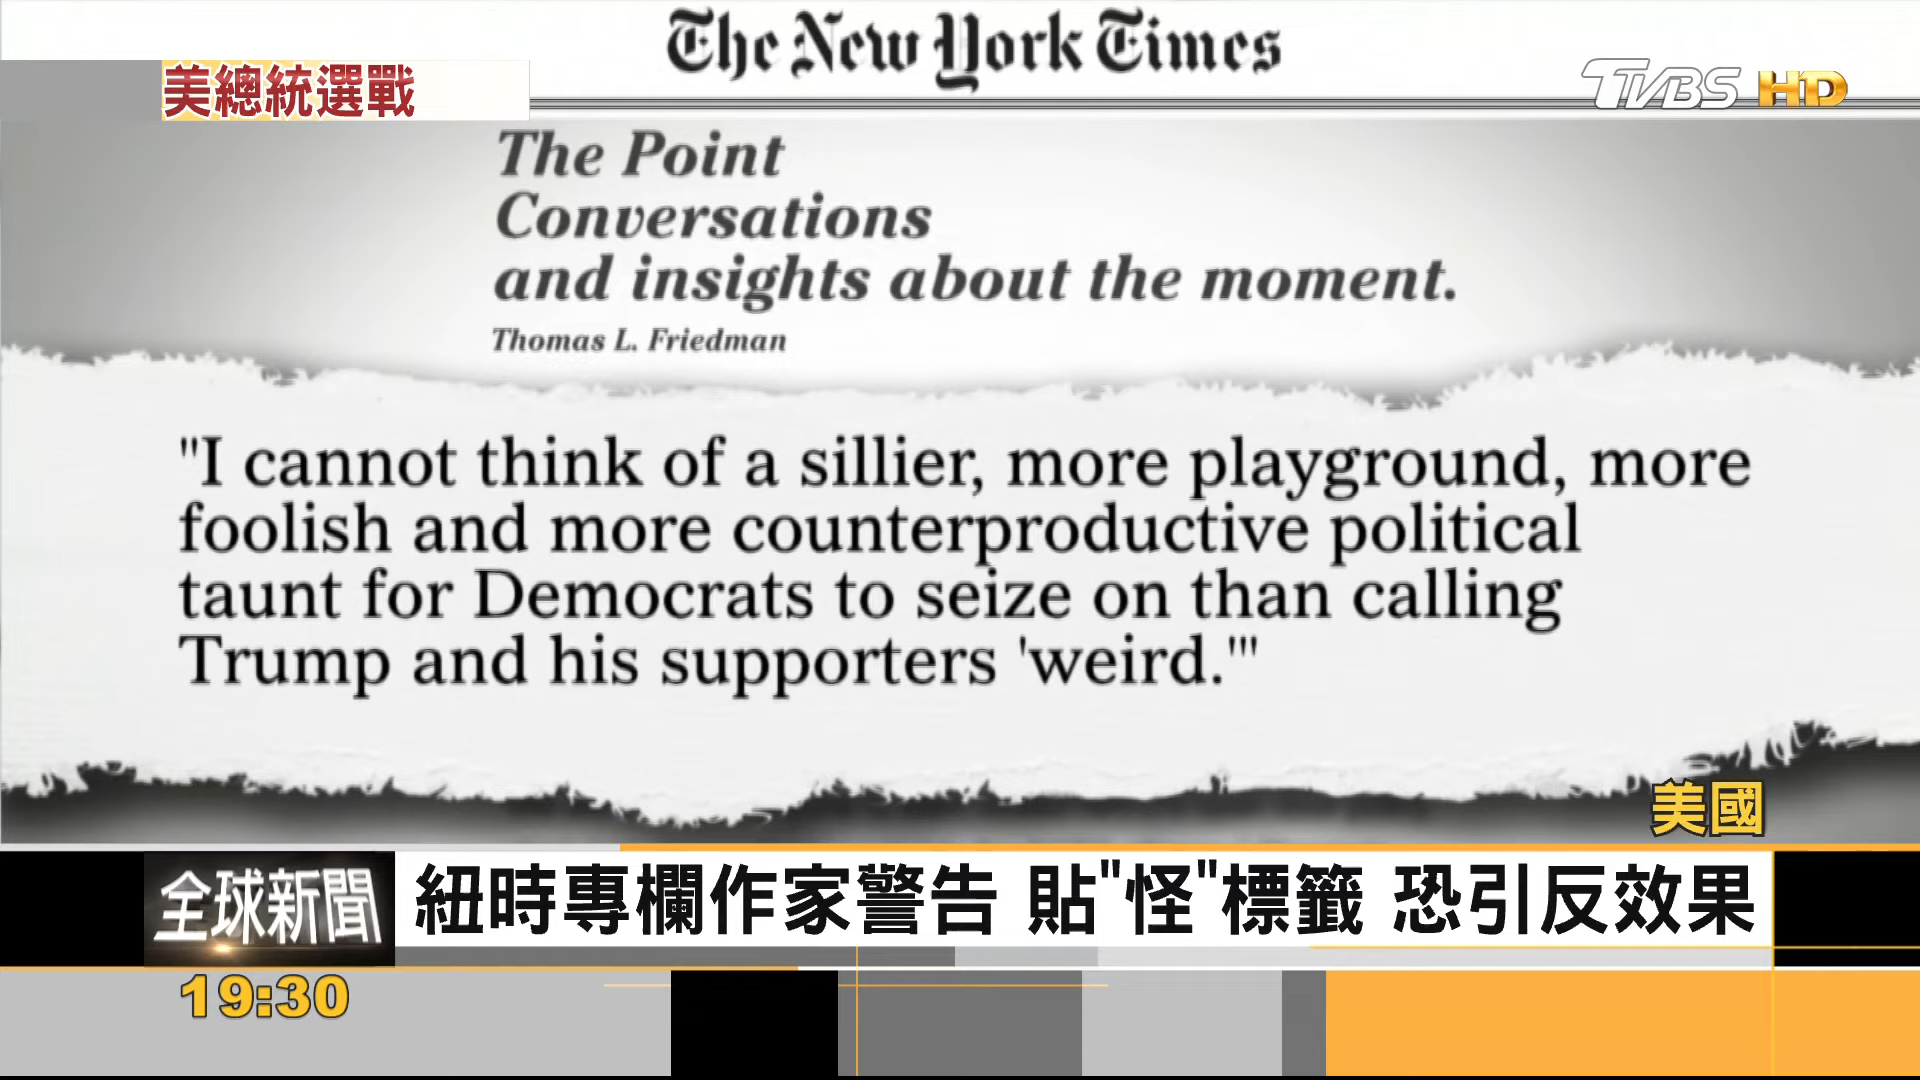 The New York Times
美總統選戰
TVBS HD
The Point
Conversations
and insights about the moment.
Thomas L. Friedman
"I cannot think of a sillier, more playground, more
foolish and more counterproductive political
taunt for Democrats to seize on than calling
Trump and his supporters 'weird.'"
美國
全球新聞
紐時專欄作家警告 貼"怪"標籤 恐引反效果
19:30